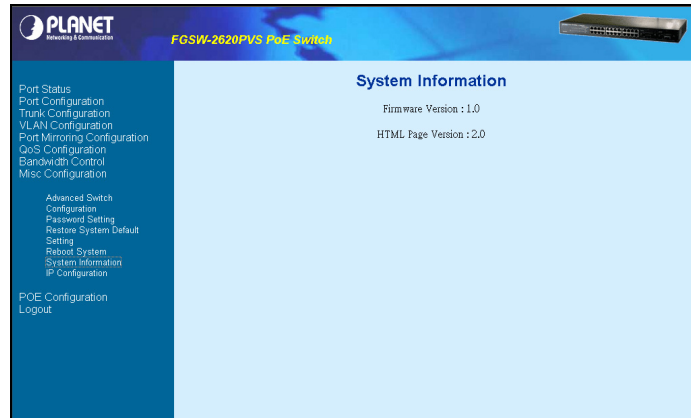 PLANET
Networking & Communication
FGSW-2620PVS PoE Switch
Port Status
Port Configuration
Trunk Configuration
VLAN Configuration
Port Mirroring Configuration
QoS Configuration
Bandwidth Control
Misc Configuration
Advanced Switch
Configuration
Password Setting
Restore System Default
Setting
Reboot System
System Information
IP Configuration
POE Configuration
Logout
System Information
Firmware Version : 1.0
HTML Page Version : 2.0